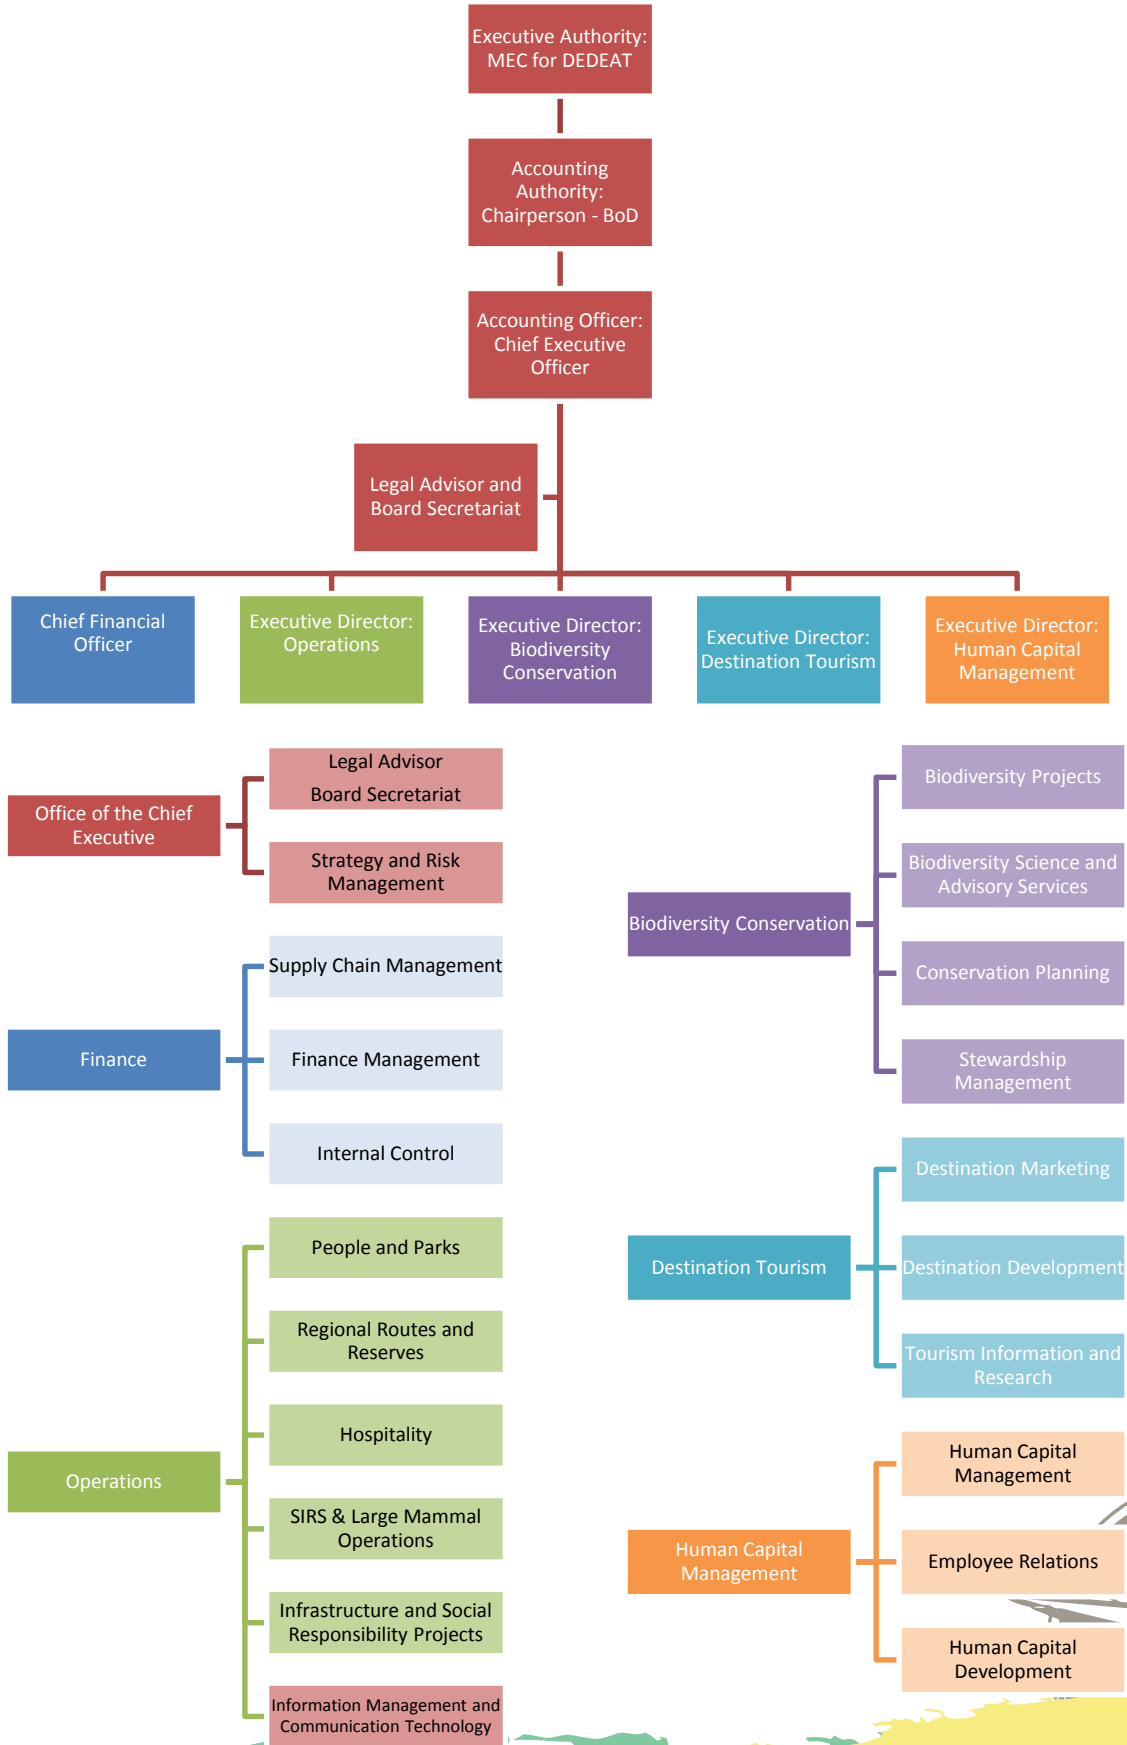 Executive Authority:
MEC for DEDEAT
Accounting
Authority:
Chairperson - BoD
Accounting Officer:
Chief Executive
Officer
Legal Advisor and
Board Secretariat
Chief Financial
Officer
Executive Director:
Operations
Executive Director:
Biodiversity
Conservation
Executive Director:
Destination Tourism
Executive Director:
Human Capital
Management
Office of the Chief
Executive
Legal Advisor
Board Secretariat
Strategy and Risk
Management
Finance
Supply Chain Management
Finance Management
Internal Control
Operations
People and Parks
Regional Routes and
Reserves
Hospitality
SIRS & Large Mammal
Operations
Infrastructure and Social
Responsibility Projects
Information Management and
Communication Technology
Biodiversity Conservation
Biodiversity Projects
Biodiversity Science and
Advisory Services
Conservation Planning
Stewardship
Management
Destination Tourism
Destination Marketing
Destination Development
Tourism Information and
Research
Human Capital
Management
Human Capital
Management
Employee Relations
Human Capital
Development